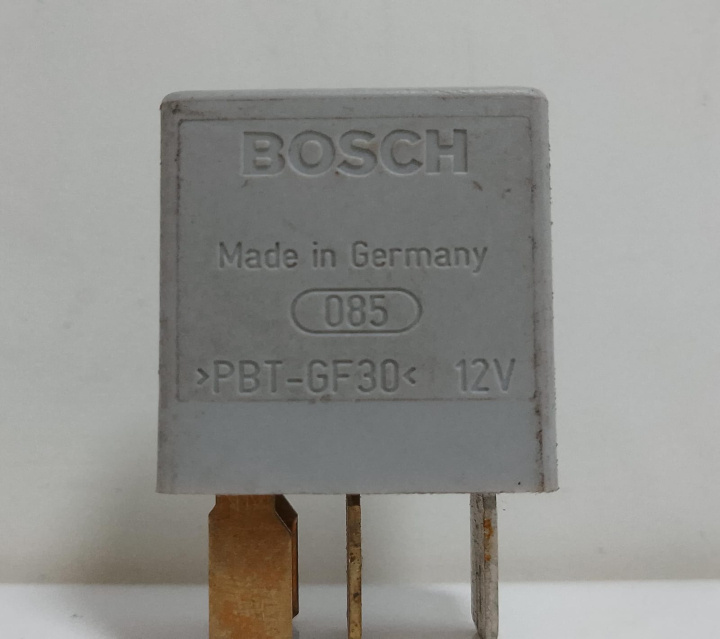 BOSCH
Made in Germany
085
>PBT-GF30< 12V